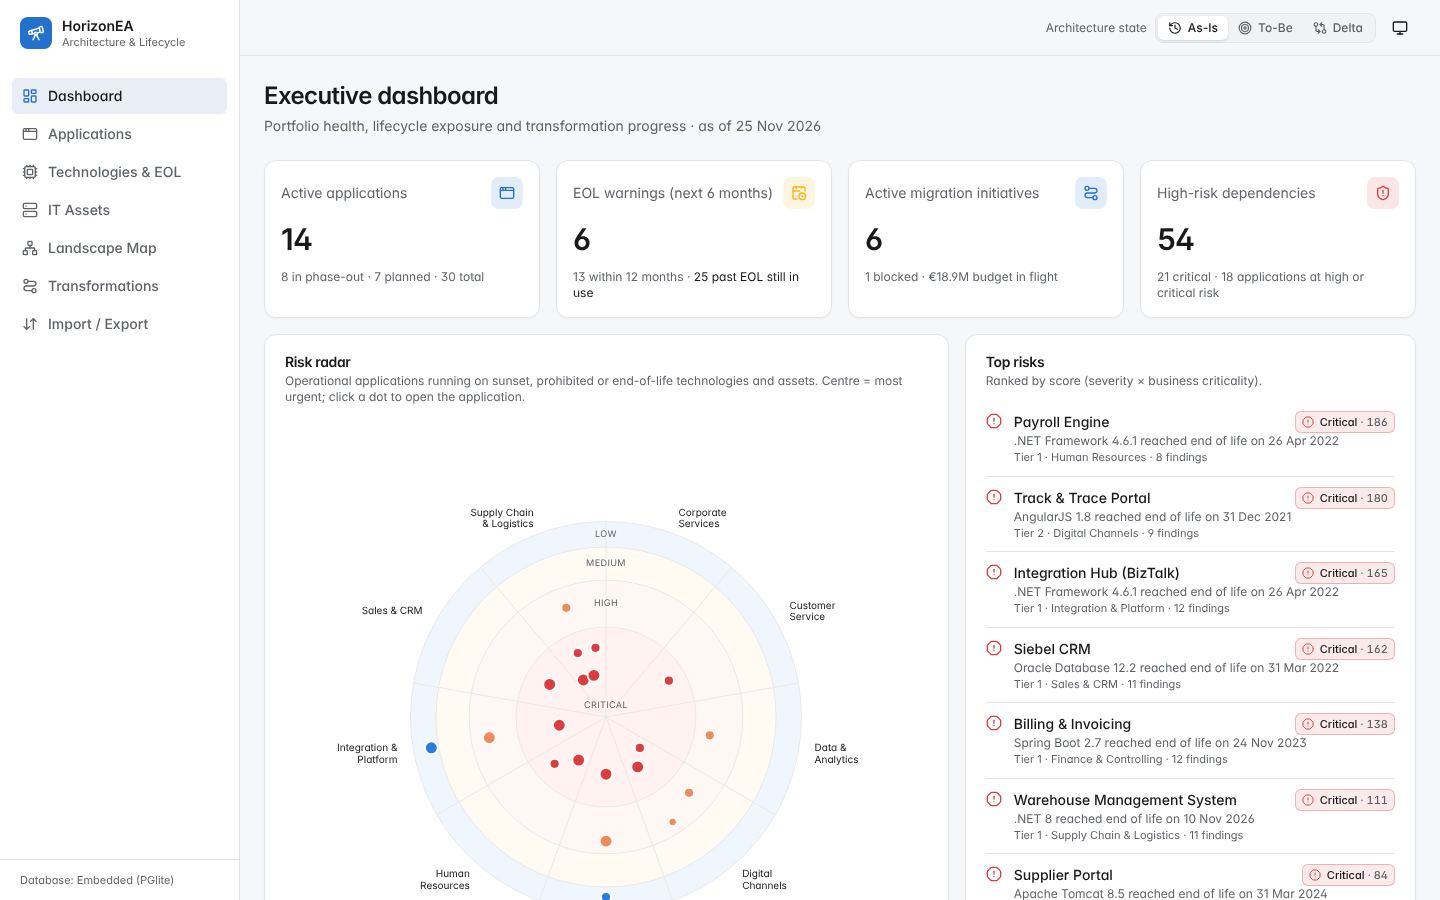 HorizonEA
Architecture & Lifecycle
Dashboard
Applications
Technologies & EOL
IT Assets
Landscape Map
Transformations
Import / Export
Database: Embedded (PGlite)
Architecture state
As-Is
To-Be
Delta
Executive dashboard
Portfolio health, lifecycle exposure and transformation progress · as of 25 Nov 2026
Active applications
14
8 in phase-out · 7 planned · 30 total
EOL warnings (next 6 months)
6
13 within 12 months · 25 past EOL still in
use
Active migration initiatives
6
1 blocked · €18.9M budget in flight
High-risk dependencies
54
21 critical · 18 applications at high or
critical risk
Risk radar
Operational applications running on sunset, prohibited or end-of-life technologies and assets. Centre = most
urgent; click a dot to open the application.
Supply Chain
& Logistics
Corporate
Services
LOW
MEDIUM
HIGH
Sales & CRM
Customer
Service
CRITICAL
Integration &
Platform
Data &
Analytics
Human
Resources
Digital
Channels
Top risks
Ranked by score (severity × business criticality).
Payroll Engine
Critical · 186
.NET Framework 4.6.1 reached end of life on 26 Apr 2022
Tier 1 · Human Resources · 8 findings
Track & Trace Portal
Critical · 180
AngularJS 1.8 reached end of life on 31 Dec 2021
Tier 2 · Digital Channels · 9 findings
Integration Hub (BizTalk)
Critical · 165
.NET Framework 4.6.1 reached end of life on 26 Apr 2022
Tier 1 · Integration & Platform · 12 findings
Siebel CRM
Critical · 162
Oracle Database 12.2 reached end of life on 31 Mar 2022
Tier 1 · Sales & CRM · 11 findings
Billing & Invoicing
Critical · 138
Spring Boot 2.7 reached end of life on 24 Nov 2023
Tier 1 · Finance & Controlling · 12 findings
Warehouse Management System
Critical · 111
.NET 8 reached end of life on 10 Nov 2026
Tier 1 · Supply Chain & Logistics · 11 findings
Supplier Portal
Critical · 84
Apache Tomcat 8.5 reached end of life on 31 Mar 2024